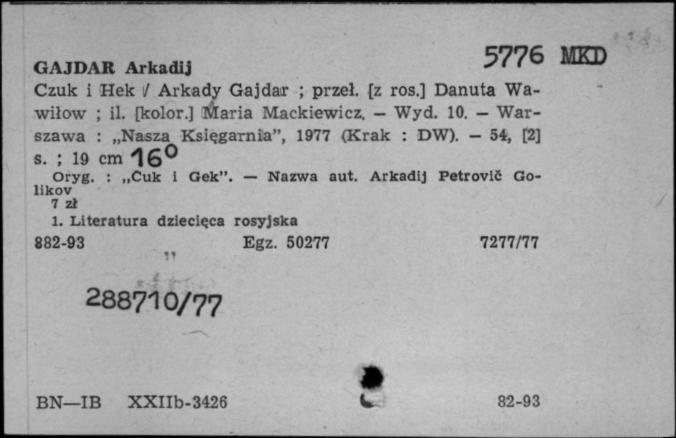 5776 MKD
GAJDAR Arkadij
Czuk i Hek / Arkady Gajdar ; przeł. [z ros.] Danuta Wa-
wiłow ; il. [kolor.] Maria Mackiewicz. — Wyd. 10. — War-
szawa : „Nasza Księgarnia”, 1977 (Krak : DW). — 54, [2]
s. ; 19 cm 16°
Oryg. : „Čuk i Gek”. — Nazwa aut. Arkadij Petrovič Go-
likov
7 zł
1. Literatura dziecięca rosyjska
882-93 Egz. 50277 7277/77
"
288710/77
BN—IB XXIIb-3426 82-93